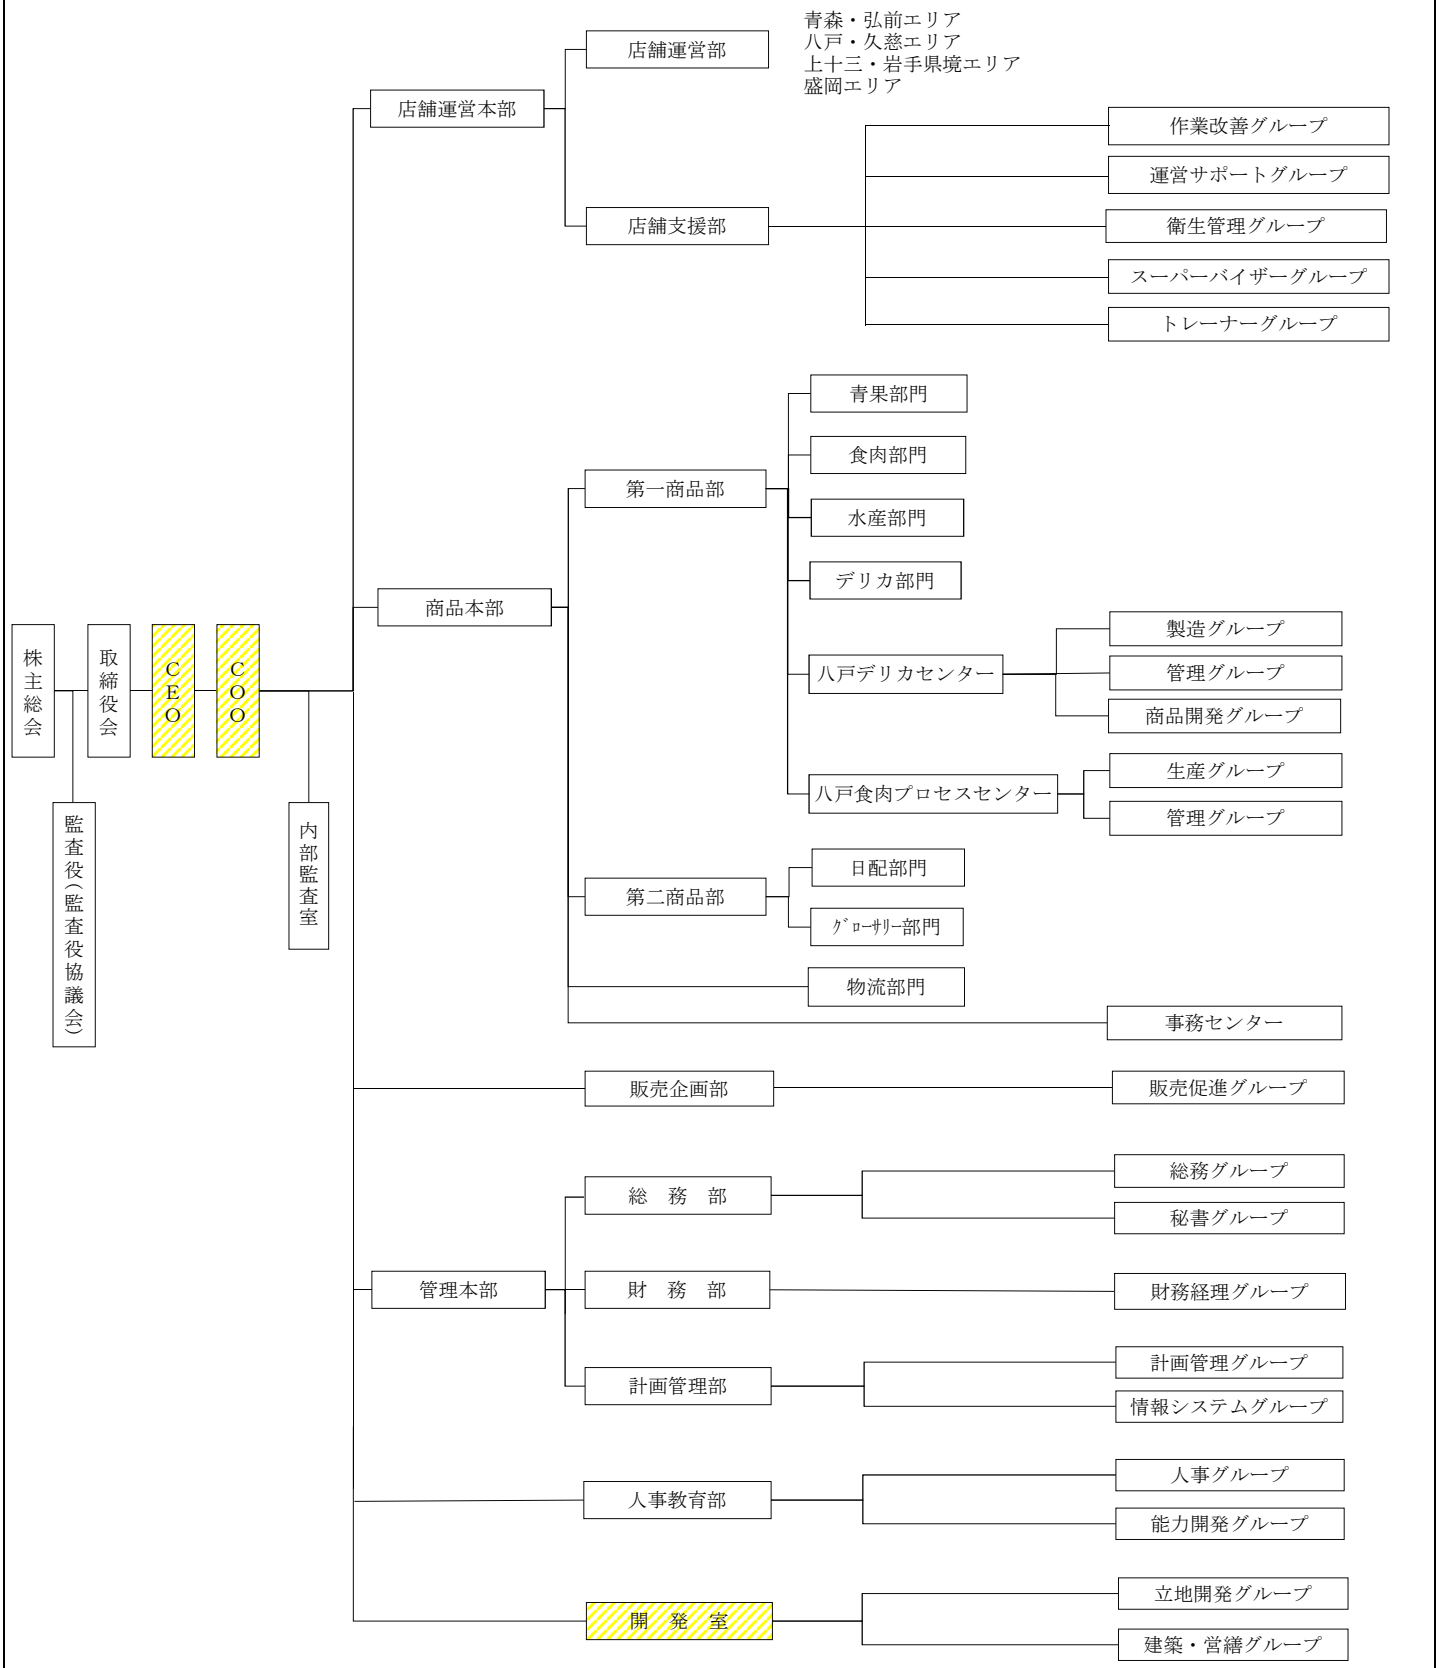 青森・弘前エリア
八戸・久慈エリア
上十三・岩手県境エリア
盛岡エリア
店舗運営部
店舗運営本部
作業改善グループ
運営サポートグループ
店舗支援部
衛生管理グループ
スーパーバイザーグループ
トレーナーグループ
青果部門
食肉部門
第一商品部
水産部門
デリカ部門
商品本部
製造グループ
八戸デリカセンター
管理グループ
商品開発グループ
株主総会
取締役会
CEO
COO
生産グループ
八戸食肉プロセスセンター
管理グループ
監査役(監査役協議会)
内部監査室
日配部門
第二商品部
グローサリー部門
物流部門
事務センター
販売企画部
販売促進グループ
総務グループ
総 務 部
秘書グループ
管理本部
財 務 部
財務経理グループ
計画管理グループ
計画管理部
情報システムグループ
人事グループ
人事教育部
能力開発グループ
立地開発グループ
開 発 室
建築・営繕グループ